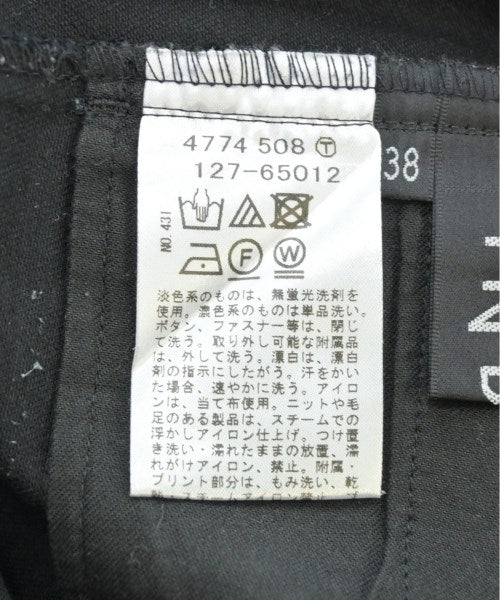 4774 508 Ⓣ
127-65012
38
NO.431
F
W
淡色系のものは、無蛍光洗剤を
使用。濃色系のものは単品洗い。
ボタン、ファスナー等は、閉じ
て洗う。取り外し可能な附属品
は、外して洗う。漂白は、漂白
剤の指示にしたがう。汗をかい
た場合、速やかに洗う。アイロ
ンは、当て布使用。ニットや毛
足のある製品は、スチームでの
浮かしアイロン仕上げ。つけ置
き洗い・濡れたままの放置、濡
れがけアイロン、禁止。附属・
プリント部分は、もみ洗い、乾
IND